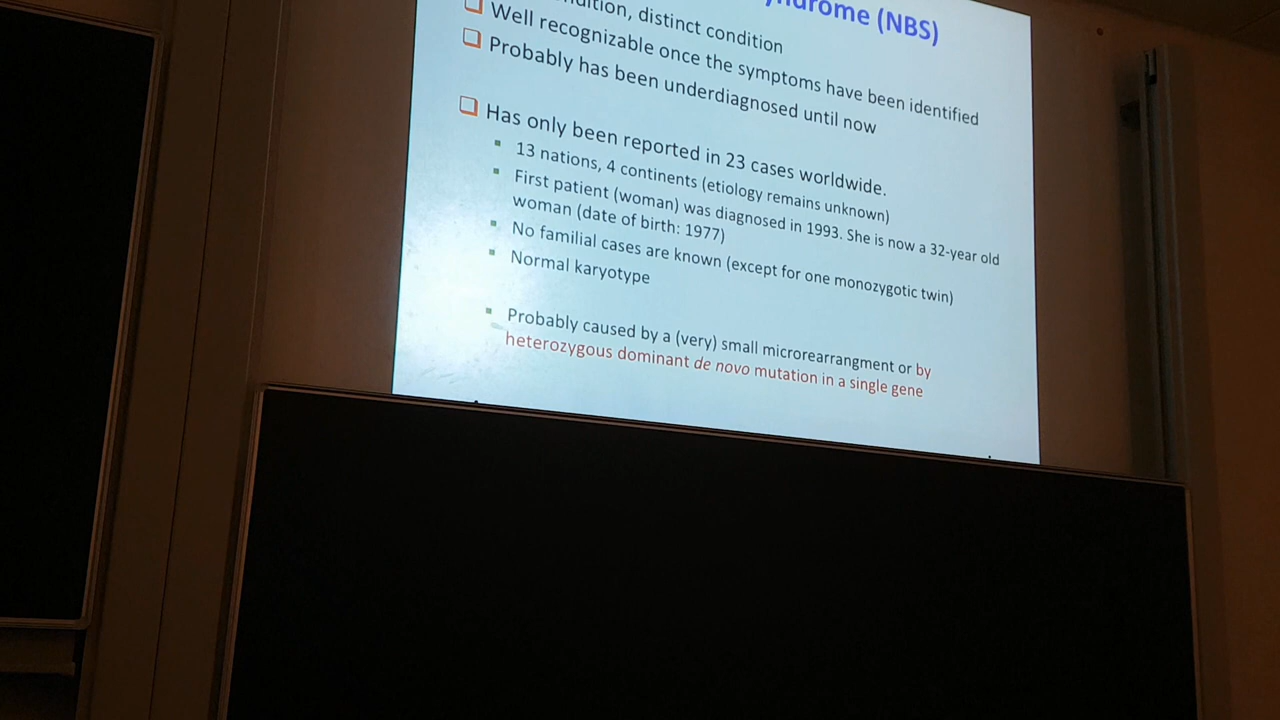 (NBS)
distinct condition
Well recognizable once the symptoms have been identified
Probably has been underdiagnosed until now
Has only been reported in 23 cases worldwide.
13 nations, 4 continents (etiology remains unknown)
First patient (woman) was diagnosed in 1993. She is now a 32-year old
woman (date of birth: 1977)
No familial cases are known (except for one monozygotic twin)
Normal karyotype
Probably caused by a (very) small microrearrangment or by
heterozygous dominant de novo mutation in a single gene